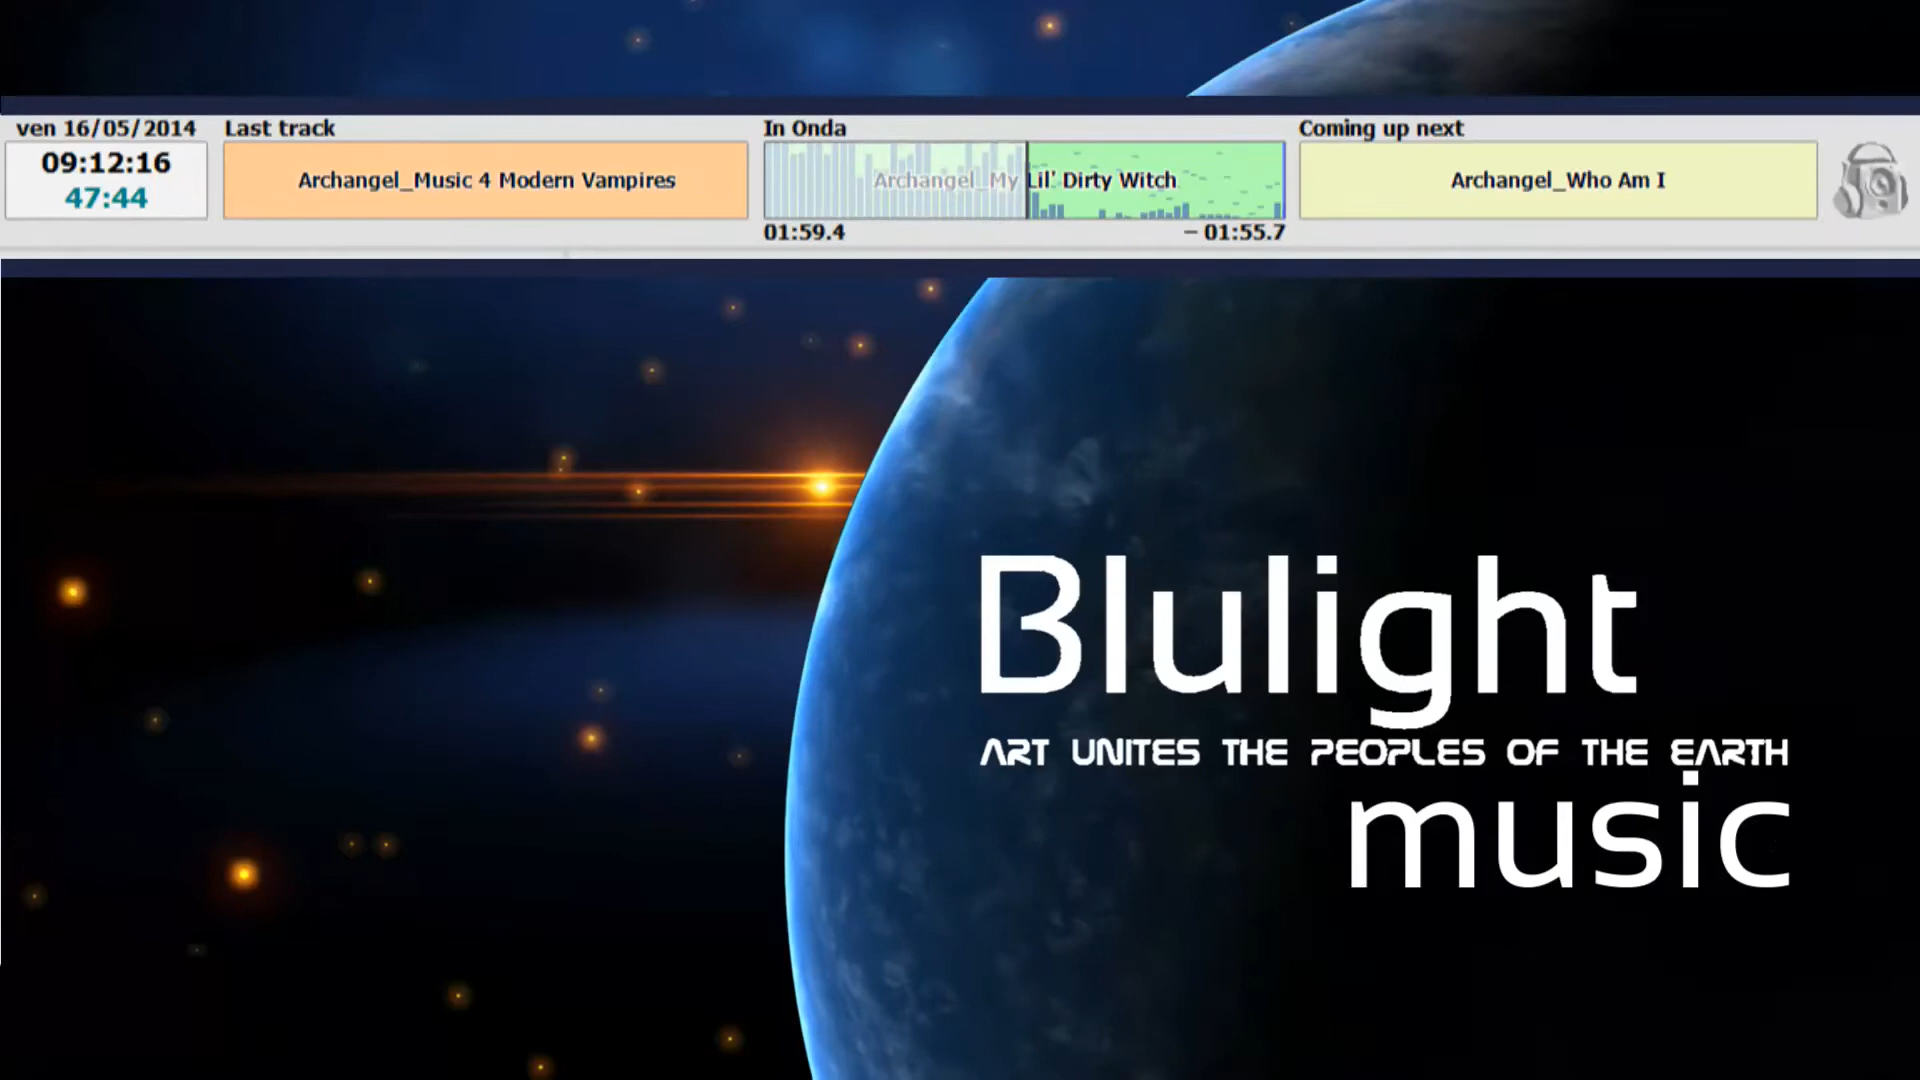 ven 16/05/2014
09:12:16
47:44
Last track
Archangel_Music 4 Modern Vampires
In Onda
Archangel_My Lil' Dirty Witch
01:59.4
– 01:55.7
Coming up next
Archangel_Who Am I
Blulight
ART UNITES THE PEOPLES OF THE EARTH
music